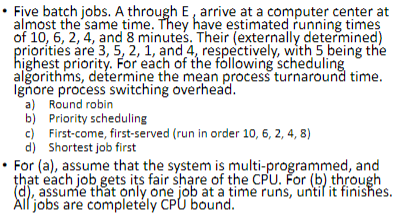 • Five batch jobs. A through E , arrive at a computer center at
almost the same time. They have estimated running times
of 10, 6, 2, 4, and 8 minutes. Their (externally determined)
priorities are 3, 5, 2, 1, and 4, respectively, with 5 being the
highest priority. For each of the following scheduling
algorithms, determine the mean process turnaround time.
Ignore process switching overhead.
a) Round robin
b) Priority scheduling
c) First-come, first-served (run in order 10, 6, 2, 4, 8)
d) Shortest job first
• For (a), assume that the system is multi-programmed, and
that each job gets its fair share of the CPU. For (b) through
(d), assume that only one job at a time runs, until it finishes.
All jobs are completely CPU bound.